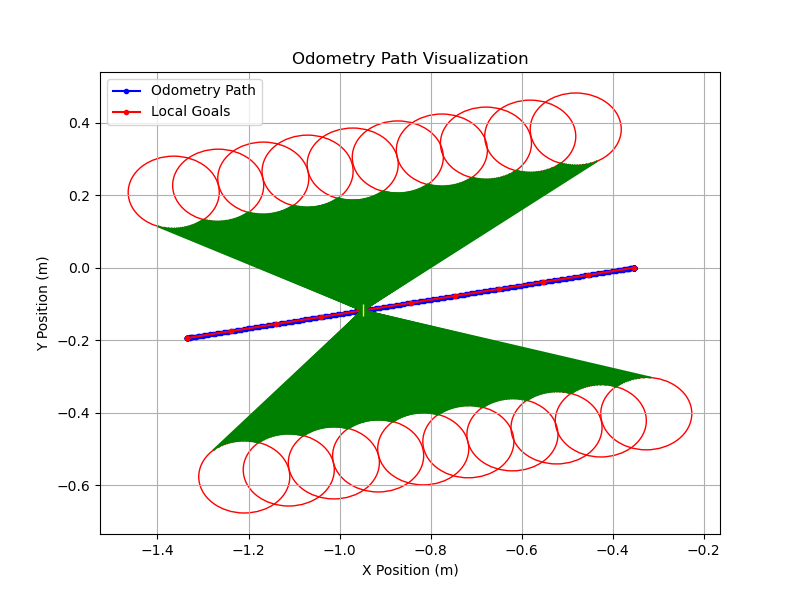 Odometry Path Visualization
Odometry Path
Local Goals
Y Position (m)
0.4
0.2
0.0
−0.2
−0.4
−0.6
−1.4 −1.2 −1.0 −0.8 −0.6 −0.4 −0.2
X Position (m)